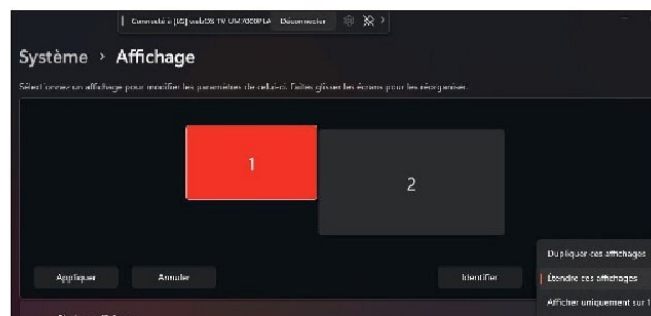 Connecté à [LG] webOS TV UM7000PLA Déconnecter
Système > Affichage
Sélectionnez un affichage pour modifier les paramètres de celui-ci. Faites glisser les écrans pour les réorganiser.
1
2
Dupliquer ces affichages
Appliquer Annuler Identifier Étendre ces affichages
Afficher uniquement sur 1